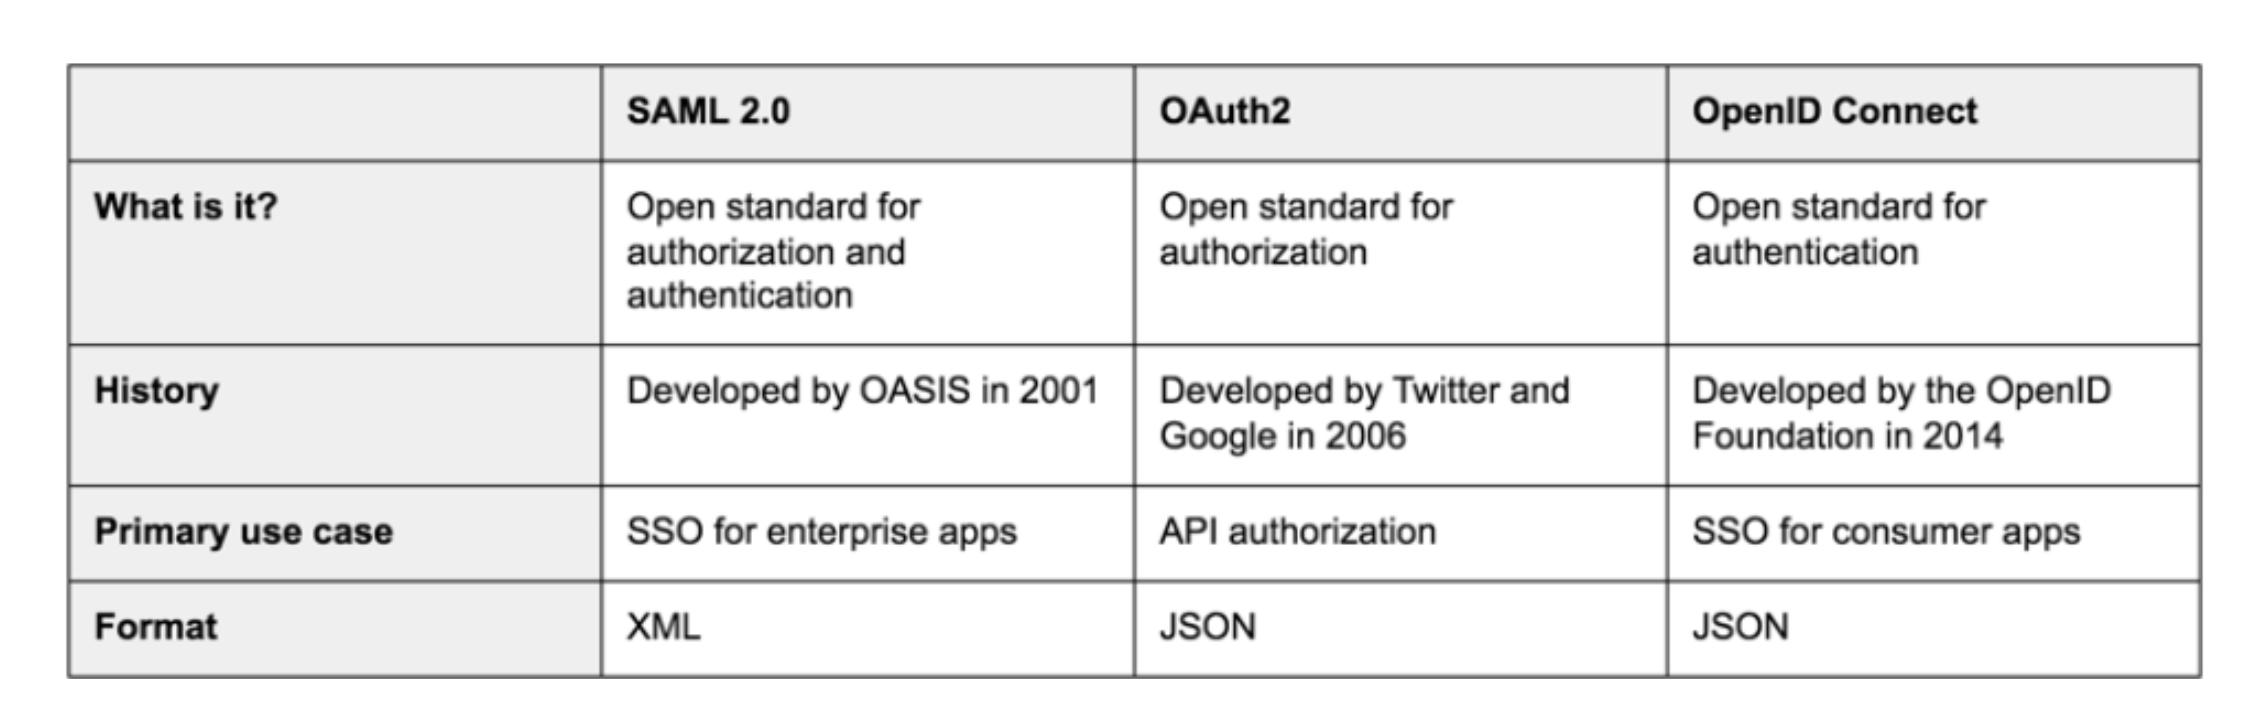 SAML 2.0
OAuth2
OpenID Connect
What is it?
Open standard for
authorization and
authentication
Open standard for
authorization
Open standard for
authentication
History
Developed by OASIS in 2001
Developed by Twitter and
Google in 2006
Developed by the OpenID
Foundation in 2014
Primary use case
SSO for enterprise apps
API authorization
SSO for consumer apps
Format
XML
JSON
JSON